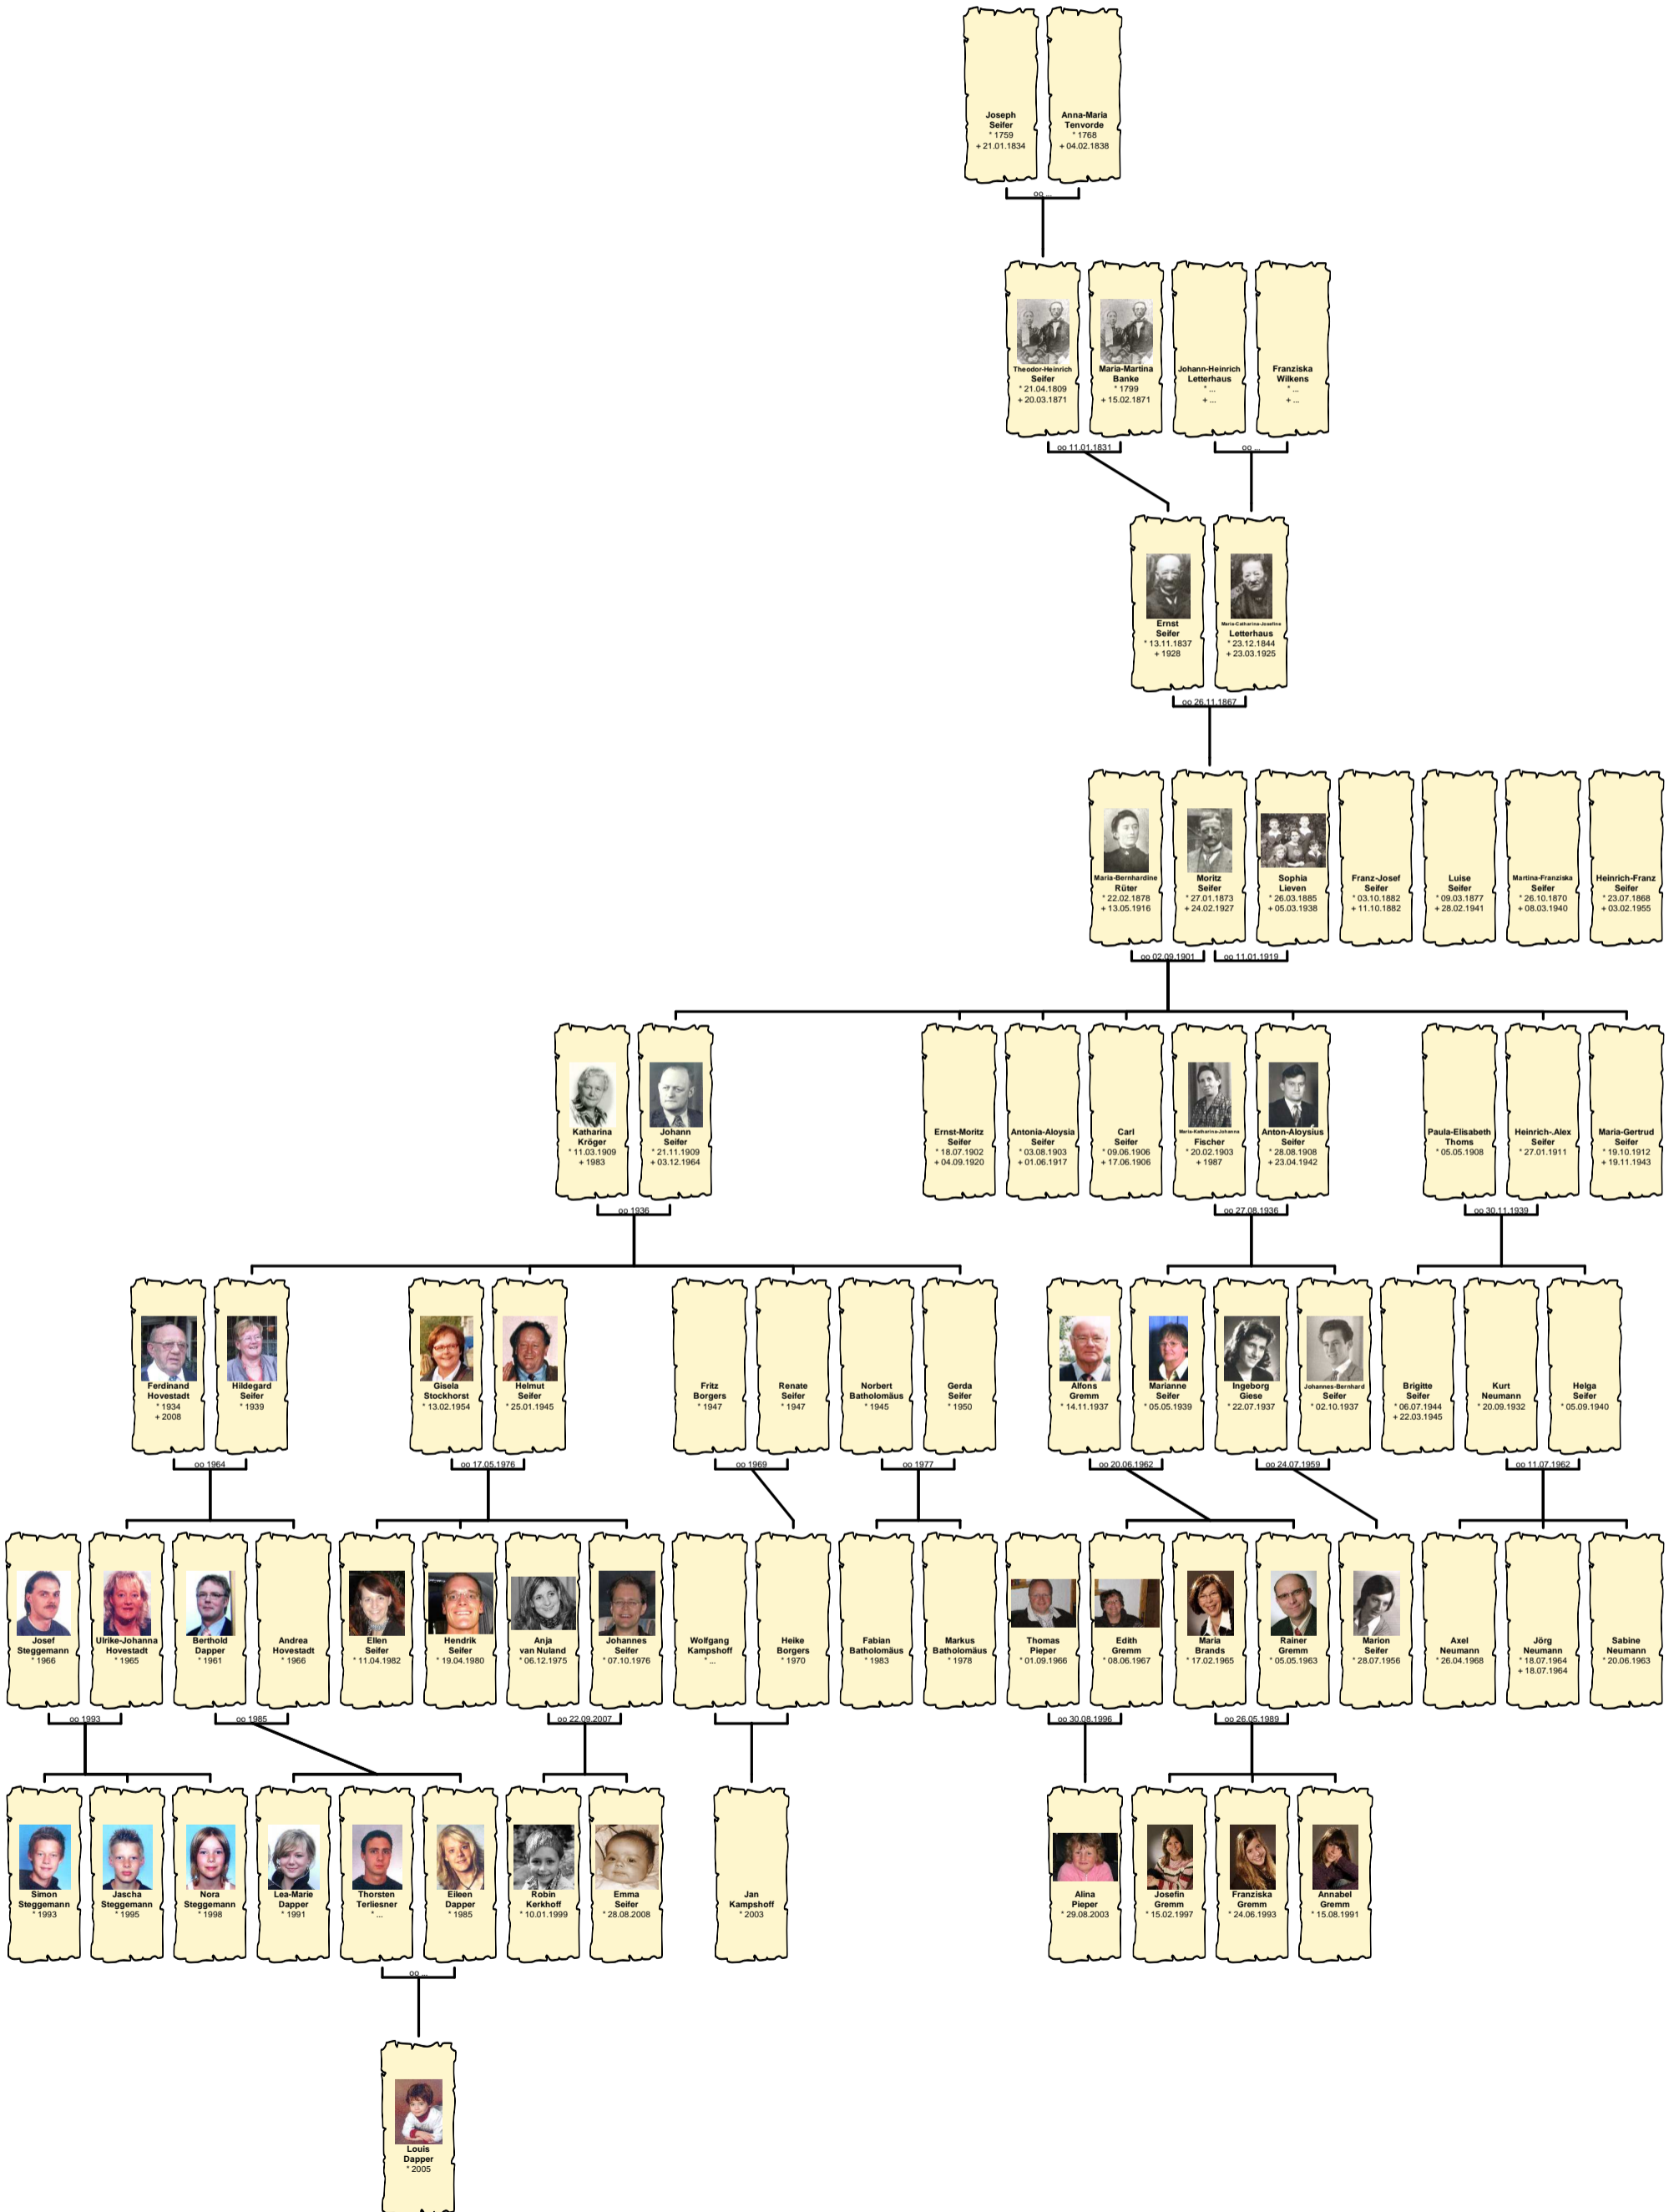 Joseph
Seifer
* 1759
+ 21.01.1834
Anna-Maria
Tenvorde
* 1768
+ 04.02.1838
oo ...
Theodor-Heinrich
Seifer
* 21.04.1809
+ 20.03.1871
Maria-Martina
Banke
* 1799
+ 15.02.1871
Johann-Heinrich
Letterhaus
* ...
+ ...
Franziska
Wilkens
* ...
+ ...
oo 11.01.1831
oo ...
Ernst
Seifer
* 13.11.1837
+ 1928
Maria-Catharina-Josefine
Letterhaus
* 23.12.1844
+ 23.03.1925
oo 26.11.1867
Maria-Bernhardine
Rüter
* 22.02.1878
+ 13.05.1916
Moritz
Seifer
* 27.01.1873
+ 24.02.1927
Sophia
Lieven
* 26.03.1885
+ 05.03.1938
Franz-Josef
Seifer
* 03.10.1882
+ 11.10.1882
Luise
Seifer
* 09.03.1877
+ 28.02.1941
Martina-Franziska
Seifer
* 26.10.1870
+ 08.03.1940
Heinrich-Franz
Seifer
* 23.07.1868
+ 03.02.1955
oo 02.09.1901
oo 11.01.1919
Katharina
Kröger
* 11.03.1909
+ 1983
Johann
Seifer
* 21.11.1909
+ 03.12.1964
Ernst-Moritz
Seifer
* 18.07.1902
+ 04.09.1920
Antonia-Aloysia
Seifer
* 03.08.1903
+ 01.06.1917
Carl
Seifer
* 09.06.1906
+ 17.06.1906
Maria-Katharina-Johanna
Fischer
* 20.02.1903
+ 1987
Anton-Aloysius
Seifer
* 28.08.1908
+ 23.04.1942
Paula-Elisabeth
Thoms
* 05.05.1908
Heinrich-.Alex
Seifer
* 27.01.1911
Maria-Gertrud
Seifer
* 19.10.1912
+ 19.11.1943
oo 1936
oo 27.08.1936
oo 30.11.1939
Ferdinand
Hovestadt
* 1934
+ 2008
Hildegard
Seifer
* 1939
Gisela
Stockhorst
* 13.02.1954
Helmut
Seifer
* 25.01.1945
Fritz
Borgers
* 1947
Renate
Seifer
* 1947
Norbert
Batholomäus
* 1945
Gerda
Seifer
* 1950
Alfons
Gremm
* 14.11.1937
Marianne
Seifer
* 05.05.1939
Ingeborg
Giese
* 22.07.1937
Johannes-Bernhard
Seifer
* 02.10.1937
Brigitte
Seifer
* 06.07.1944
+ 22.03.1945
Kurt
Neumann
* 20.09.1932
Helga
Seifer
* 05.09.1940
oo 1964
oo 17.05.1976
oo 1969
oo 1977
oo 20.06.1962
oo 24.07.1959
oo 11.07.1962
Josef
Steggemann
* 1966
Ulrike-Johanna
Hovestadt
* 1965
Berthold
Dapper
* 1961
Andrea
Hovestadt
* 1966
Ellen
Seifer
* 11.04.1982
Hendrik
Seifer
* 19.04.1980
Anja
van Nuland
* 06.12.1975
Johannes
Seifer
* 07.10.1976
Wolfgang
Kampshoff
* ...
Heike
Borgers
* 1970
Fabian
Batholomäus
* 1983
Markus
Batholomäus
* 1978
Thomas
Pieper
* 01.09.1966
Edith
Gremm
* 08.06.1967
Maria
Brands
* 17.02.1965
Rainer
Gremm
* 05.05.1963
Marion
Seifer
* 28.07.1956
Axel
Neumann
* 26.04.1968
Jörg
Neumann
* 18.07.1964
+ 18.07.1964
Sabine
Neumann
* 20.06.1963
oo 1993
oo 1985
oo 22.09.2007
oo 30.08.1996
oo 26.05.1989
Simon
Steggemann
* 1993
Jascha
Steggemann
* 1995
Nora
Steggemann
* 1998
Lea-Marie
Dapper
* 1991
Thorsten
Terliesner
* ...
Eileen
Dapper
* 1985
Robin
Kerkhoff
* 10.01.1999
Emma
Seifer
* 28.08.2008
Jan
Kampshoff
* 2003
Alina
Pieper
* 29.08.2003
Josefin
Gremm
* 15.02.1997
Franziska
Gremm
* 24.06.1993
Annabel
Gremm
* 15.08.1991
oo ...
Louis
Dapper
* 2005